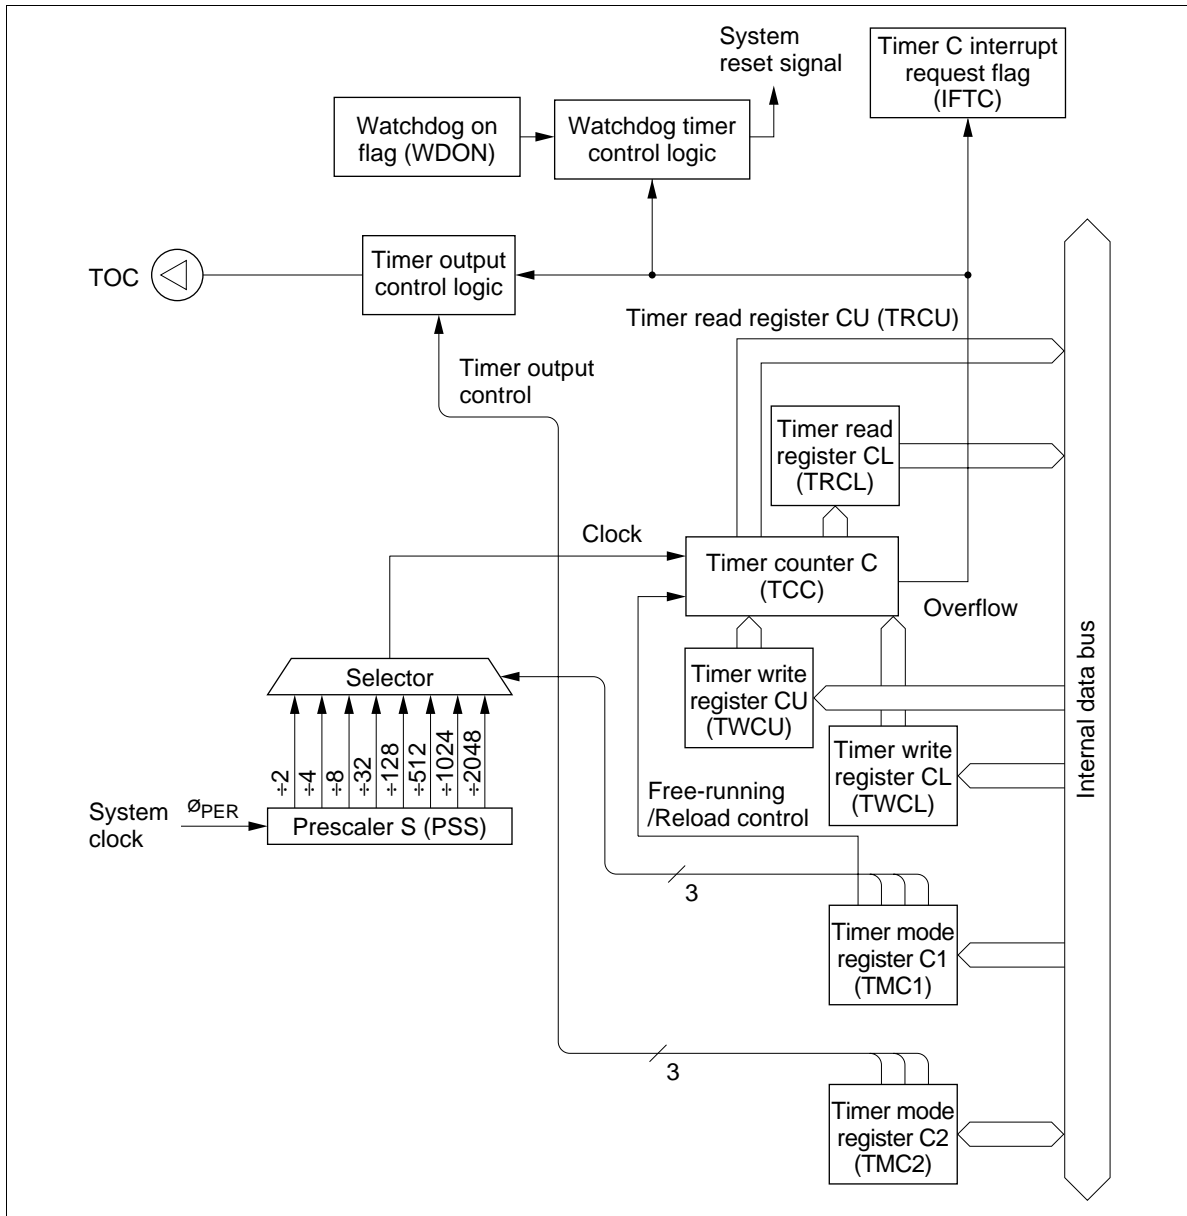 System
reset signal
Timer C interrupt
request flag
(IFTC)
Watchdog on
flag (WDON)
Watchdog timer
control logic
TOC
Timer output
control logic
Timer read register CU (TRCU)
Timer output
control
Timer read
register CL
(TRCL)
Clock
Timer counter C
(TCC)
Overflow
Selector
Timer write
register CU
(TWCU)
Internal data bus
÷2
÷4
÷8
÷32
÷128
÷512
÷1024
÷2048
Timer write
register CL
(TWCL)
System
clock
øPER
Prescaler S (PSS)
Free-running
/Reload control
3
Timer mode
register C1
(TMC1)
3
Timer mode
register C2
(TMC2)